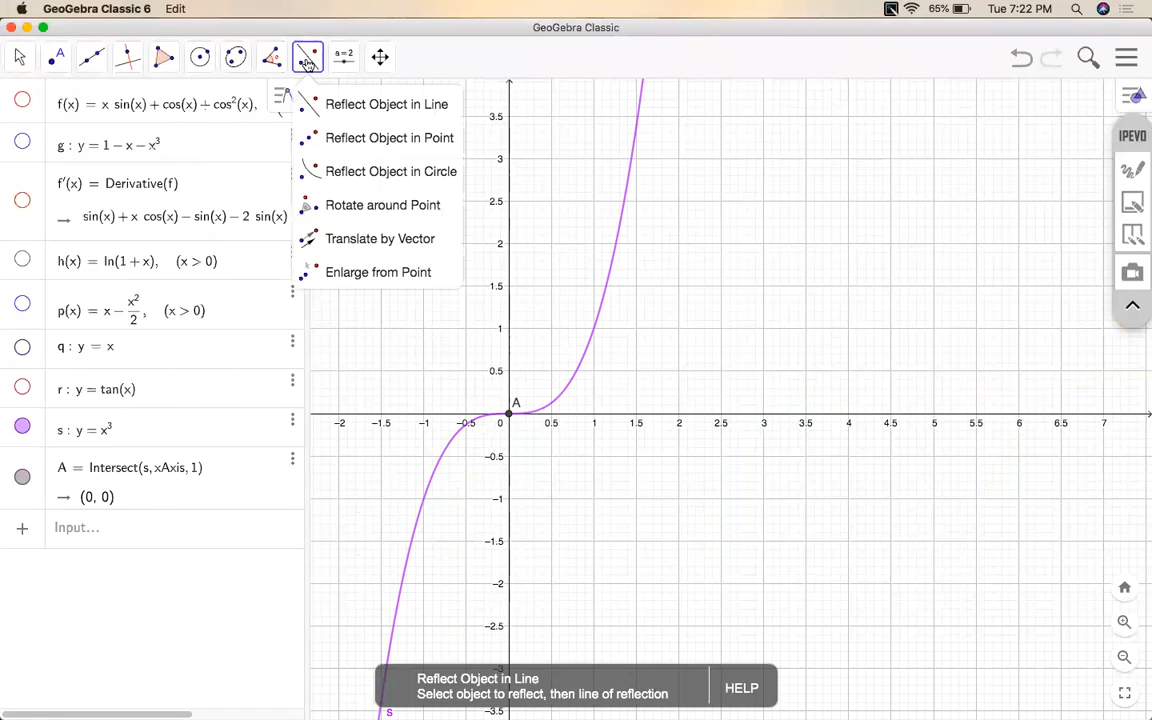 GeoGebra Classic 6 Edit 65% Tue 7:22 PM
GeoGebra Classic
A a=2
f(x) = x sin(x)+cos(x)+cos²(x),
g : y = 1 − x − x³
f′(x) = Derivative(f)
→ sin(x)+x cos(x)−sin(x)−2 sin(x)
h(x) = ln(1+x), (x > 0)
p(x) = x − x²/2, (x > 0)
q : y = x
r : y = tan(x)
s : y = x³
A = Intersect(s, xAxis, 1)
→ (0, 0)
+ Input...
Reflect Object in Line
Reflect Object in Point
Reflect Object in Circle
Rotate around Point
Translate by Vector
Enlarge from Point
IPEVO
3.5
3
2.5
2
1.5
1
0.5
A
−2 −1.5 −1 −0.5 0 0.5 1 1.5 2 2.5 3 3.5 4 4.5 5 5.5 6 6.5 7
−0.5
−1
−1.5
−2
−2.5
−3
−3.5
s
Reflect Object in Line
Select object to reflect, then line of reflection
HELP